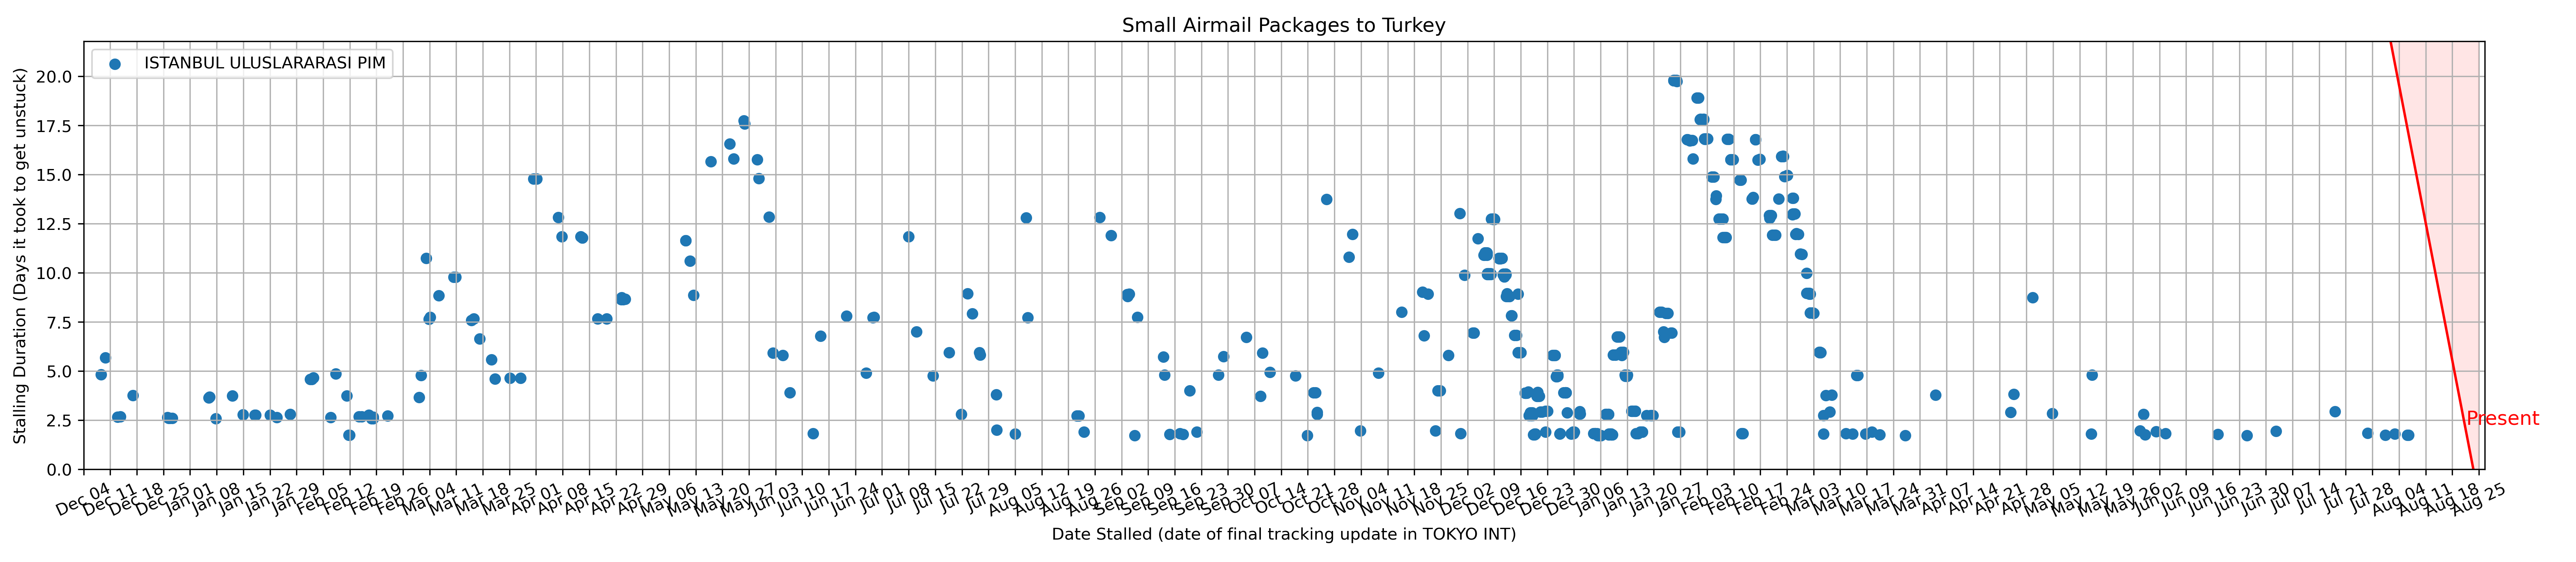 Small Airmail Packages to Turkey
ISTANBUL ULUSLARARASI PIM
Stalling Duration (Days it took to get unstuck)
20.0
17.5
15.0
12.5
10.0
7.5
5.0
2.5
0.0
Present
Dec 04 Dec 11 Dec 18 Dec 25 Jan 01 Jan 08 Jan 15 Jan 22 Jan 29 Feb 05 Feb 12 Feb 19 Feb 26 Mar 04 Mar 11 Mar 18 Mar 25 Apr 01 Apr 08 Apr 15 Apr 22 Apr 29 May 06 May 13 May 20 May 27 Jun 03 Jun 10 Jun 17 Jun 24 Jul 01 Jul 08 Jul 15 Jul 22 Jul 29 Aug 05 Aug 12 Aug 19 Aug 26 Sep 02 Sep 09 Sep 16 Sep 23 Sep 30 Oct 07 Oct 14 Oct 21 Oct 28 Nov 04 Nov 11 Nov 18 Nov 25 Dec 02 Dec 09 Dec 16 Dec 23 Dec 30 Jan 06 Jan 13 Jan 20 Jan 27 Feb 03 Feb 10 Feb 17 Feb 24 Mar 03 Mar 10 Mar 17 Mar 24 Mar 31 Apr 07 Apr 14 Apr 21 Apr 28 May 05 May 12 May 19 May 26 Jun 02 Jun 09 Jun 16 Jun 23 Jun 30 Jul 07 Jul 14 Jul 21 Jul 28 Aug 04 Aug 11 Aug 18 Aug 25
Date Stalled (date of final tracking update in TOKYO INT)